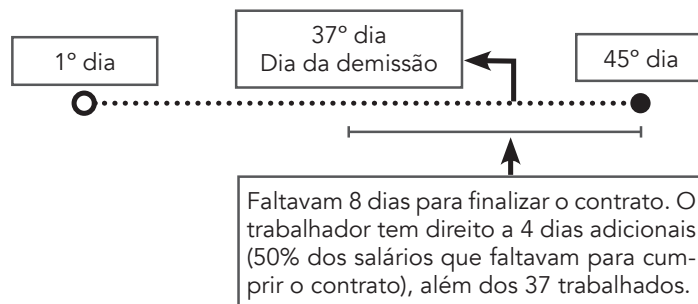 1º dia
37º dia
Dia da demissão
45º dia
Faltavam 8 dias para finalizar o contrato. O
trabalhador tem direito a 4 dias adicionais
(50% dos salários que faltavam para cum-
prir o contrato), além dos 37 trabalhados.